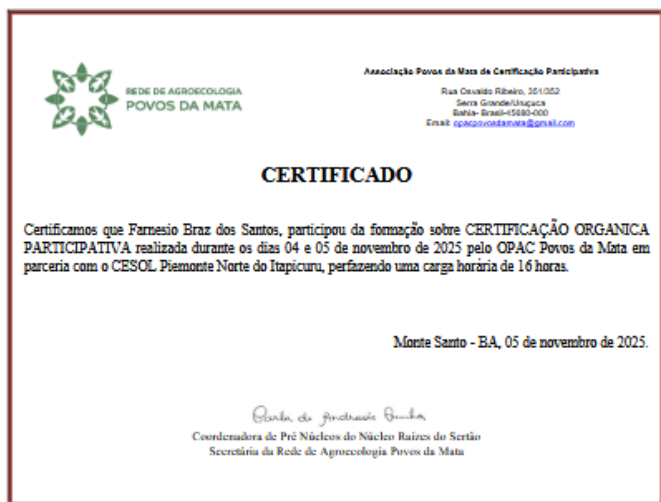 REDE DE AGROECOLOGIA
POVOS DA MATA
Associação Povos da Mata de Certificação Participativa
Rua Osvaldo Ribeiro, 351/352
Serra Grande/Uruçuca
Bahia- Brasil-45680-000
Email: opacpovosdamata@gmail.com
CERTIFICADO
Certificamos que Farnesio Braz dos Santos, participou da formação sobre CERTIFICAÇÃO ORGANICA
PARTICIPATIVA realizada durante os dias 04 e 05 de novembro de 2025 pelo OPAC Povos da Mata em
parceria com o CESOL Piemonte Norte do Itapicuru, perfazendo uma carga horária de 16 horas.
Monte Santo - BA, 05 de novembro de 2025.
Coordenadora de Pré Núcleos do Núcleo Raízes do Sertão
Secretária da Rede de Agroecologia Povos da Mata